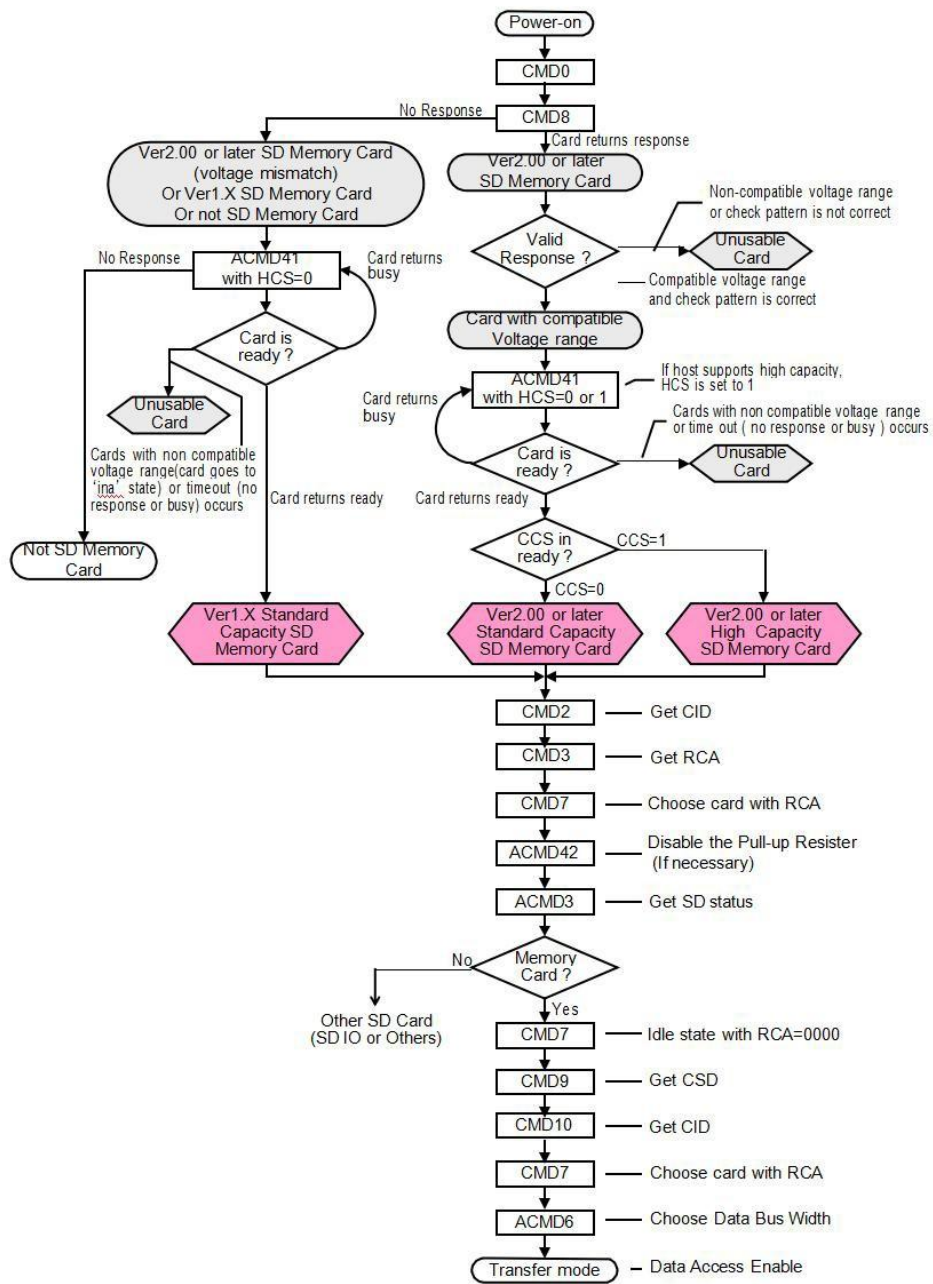 Power-on
CMD0
No Response
CMD8
Card returns response
Ver2.00 or later SD Memory Card
(voltage mismatch)
Or Ver1.X SD Memory Card
Or not SD Memory Card
Ver2.00 or later
SD Memory Card
Non-compatible voltage range
or check pattern is not correct
Valid
Response ?
Unusable
Card
Compatible voltage range
and check pattern is correct
No Response
ACMD41
with HCS=0
Card returns
busy
Card is
ready ?
Card with compatible
Voltage range
ACMD41
with HCS=0 or 1
If host supports high capacity,
HCS is set to 1
Card returns
busy
Cards with non compatible voltage range
or time out ( no response or busy ) occurs
Unusable
Card
Card is
ready ?
Unusable
Card
Cards with non compatible
voltage range(card goes to
‘ina’ state) or timeout (no
response or busy) occurs
Card returns ready
Card returns ready
Not SD Memory
Card
CCS in
ready ?
CCS=1
CCS=0
Ver1.X Standard
Capacity SD
Memory Card
Ver2.00 or later
Standard Capacity
SD Memory Card
Ver2.00 or later
High Capacity
SD Memory Card
CMD2
Get CID
CMD3
Get RCA
CMD7
Choose card with RCA
ACMD42
Disable the Pull-up Resister
(If necessary)
ACMD3
Get SD status
No
Memory
Card ?
Yes
Other SD Card
(SD IO or Others)
CMD7
Idle state with RCA=0000
CMD9
Get CSD
CMD10
Get CID
CMD7
Choose card with RCA
ACMD6
Choose Data Bus Width
Transfer mode
Data Access Enable